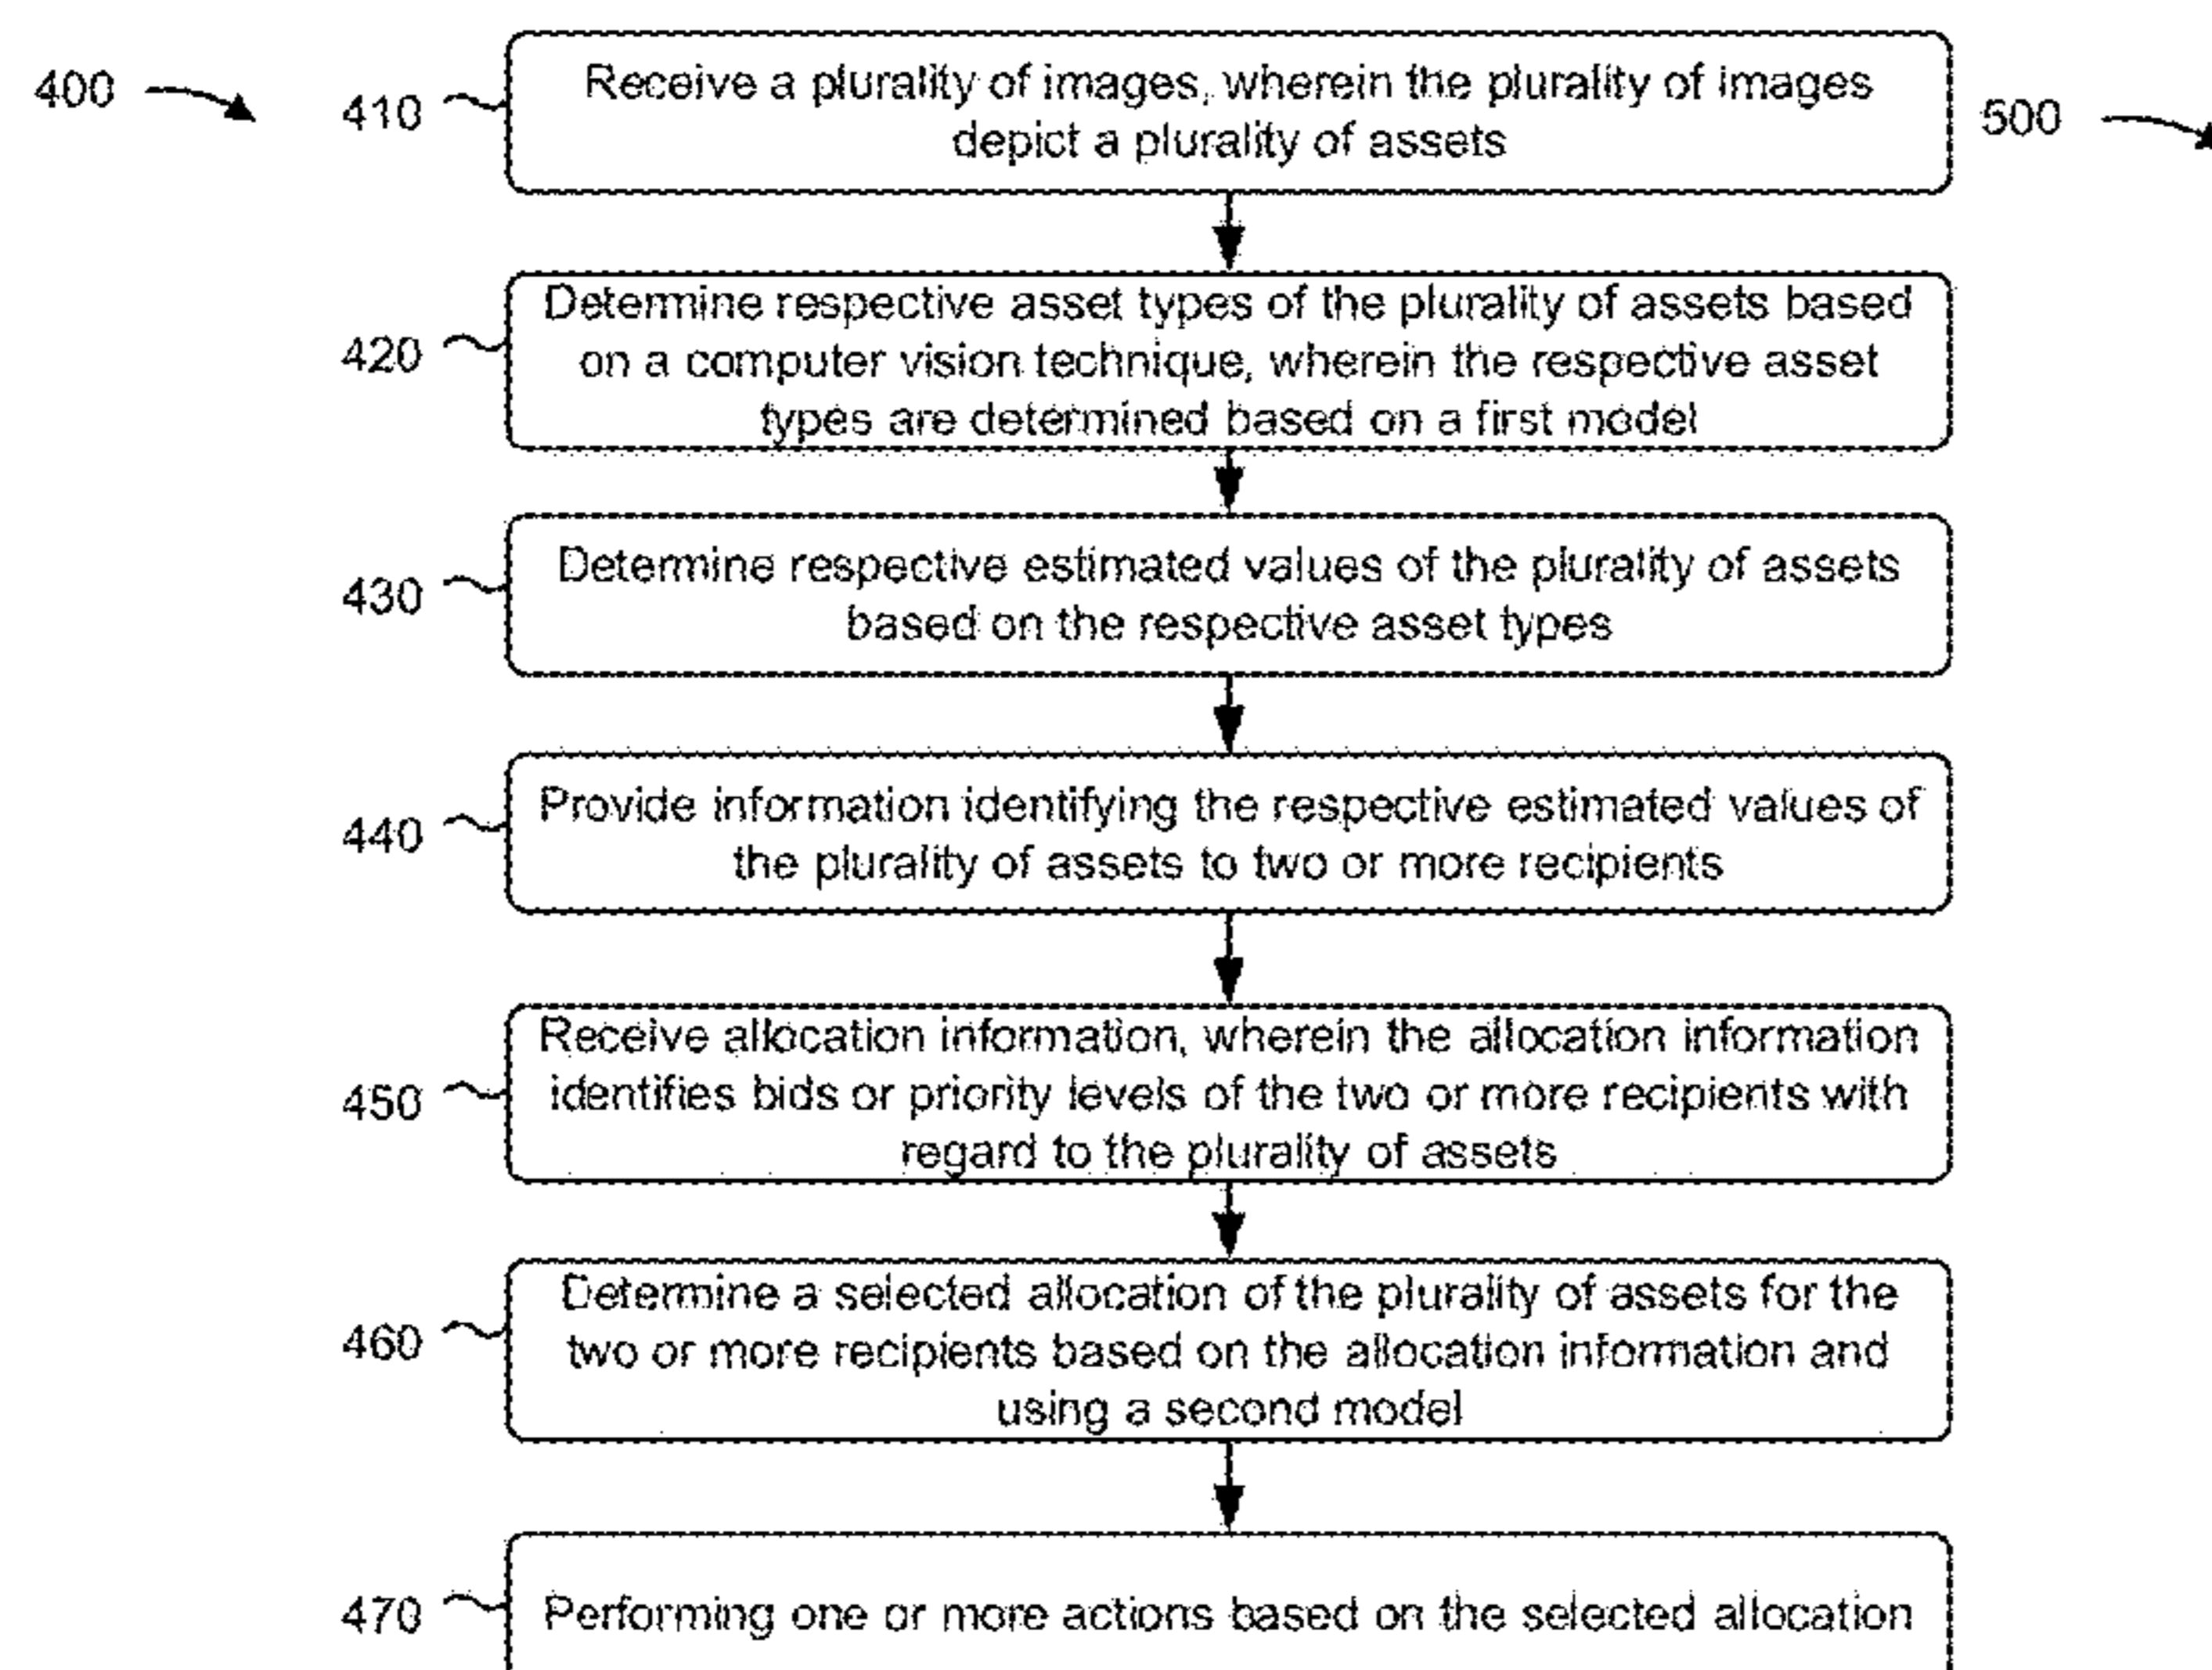 400
410
Receive a plurality of images, wherein the plurality of images
depict a plurality of assets
500
420
Determine respective asset types of the plurality of assets based
on a computer vision technique, wherein the respective asset
types are determined based on a first model
430
Determine respective estimated values of the plurality of assets
based on the respective asset types
440
Provide information identifying the respective estimated values of
the plurality of assets to two or more recipients
450
Receive allocation information, wherein the allocation information
identifies bids or priority levels of the two or more recipients with
regard to the plurality of assets
460
Determine a selected allocation of the plurality of assets for the
two or more recipients based on the allocation information and
using a second model
470
Performing one or more actions based on the selected allocation